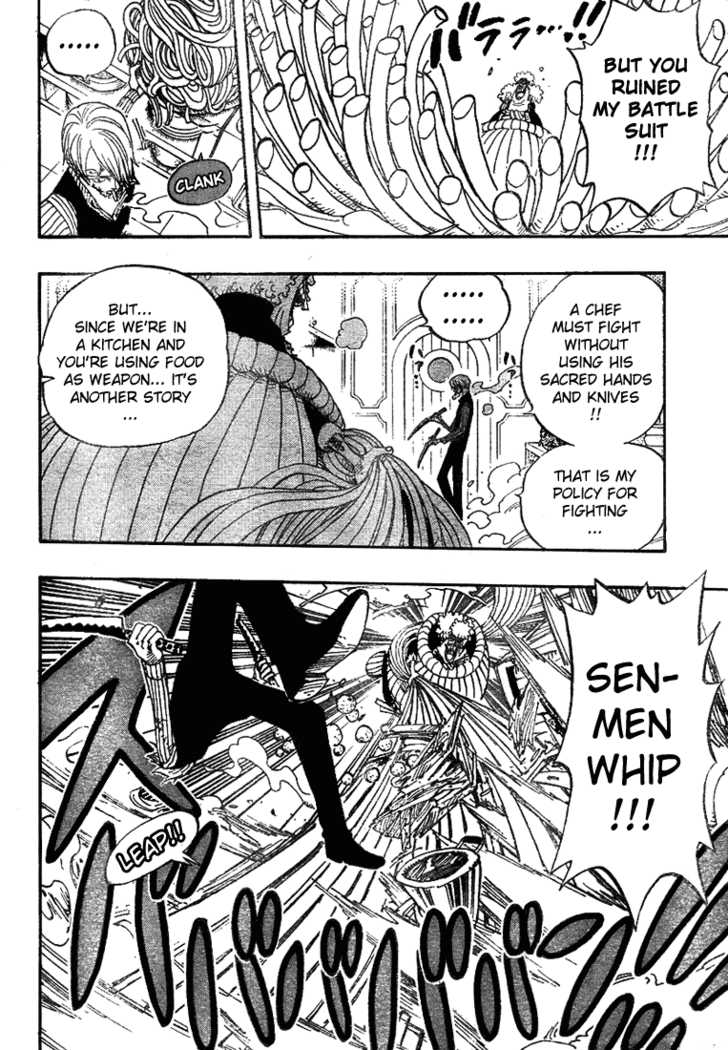 BUT YOU
RUINED
MY BATTLE
SUIT
!!!
ドラララ...!!
.....
CLANK
A CHEF
MUST FIGHT
WITHOUT
USING HIS
SACRED HANDS
AND KNIVES
!!
THAT IS MY
POLICY FOR
FIGHTING
...
.....
.....
BUT...
SINCE WE'RE IN
A KITCHEN AND
YOU'RE USING FOOD
AS WEAPON... IT'S
ANOTHER STORY
...
SEN-
MEN
WHIP
!!!
LEAP!!